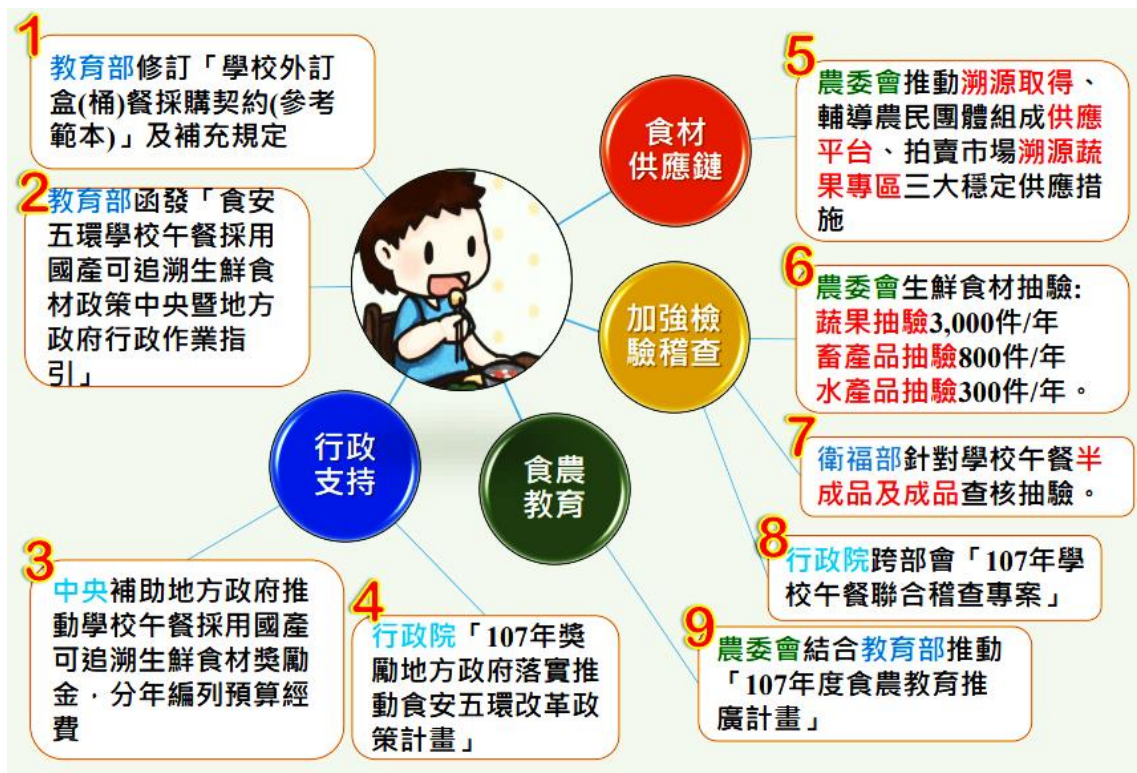 1
教育部修訂「學校外訂
盒(桶)餐採購契約(參考
範本)」及補充規定
2
教育部函發「食安
五環學校午餐採用
國產可追溯生鮮食
材政策中央暨地方
政府行政作業指
引」
行政
支持
3
中央補助地方政府推
動學校午餐採用國產
可追溯生鮮食材獎勵
金，分年編列預算經
費
4
行政院「107年獎
勵地方政府落實推
動食安五環改革政
策計畫」
食材
供應鏈
5
農委會推動溯源取得、
輔導農民團體組成供應
平台、拍賣市場溯源蔬
果專區三大穩定供應措
施
加強檢
驗稽查
6
農委會生鮮食材抽驗:
蔬果抽驗3,000件/年
畜產品抽驗800件/年
水產品抽驗300件/年。
7
衛福部針對學校午餐半
成品及成品查核抽驗。
8
行政院跨部會「107年學
校午餐聯合稽查專案」
食農
教育
9
農委會結合教育部推動
「107年度食農教育推
廣計畫」